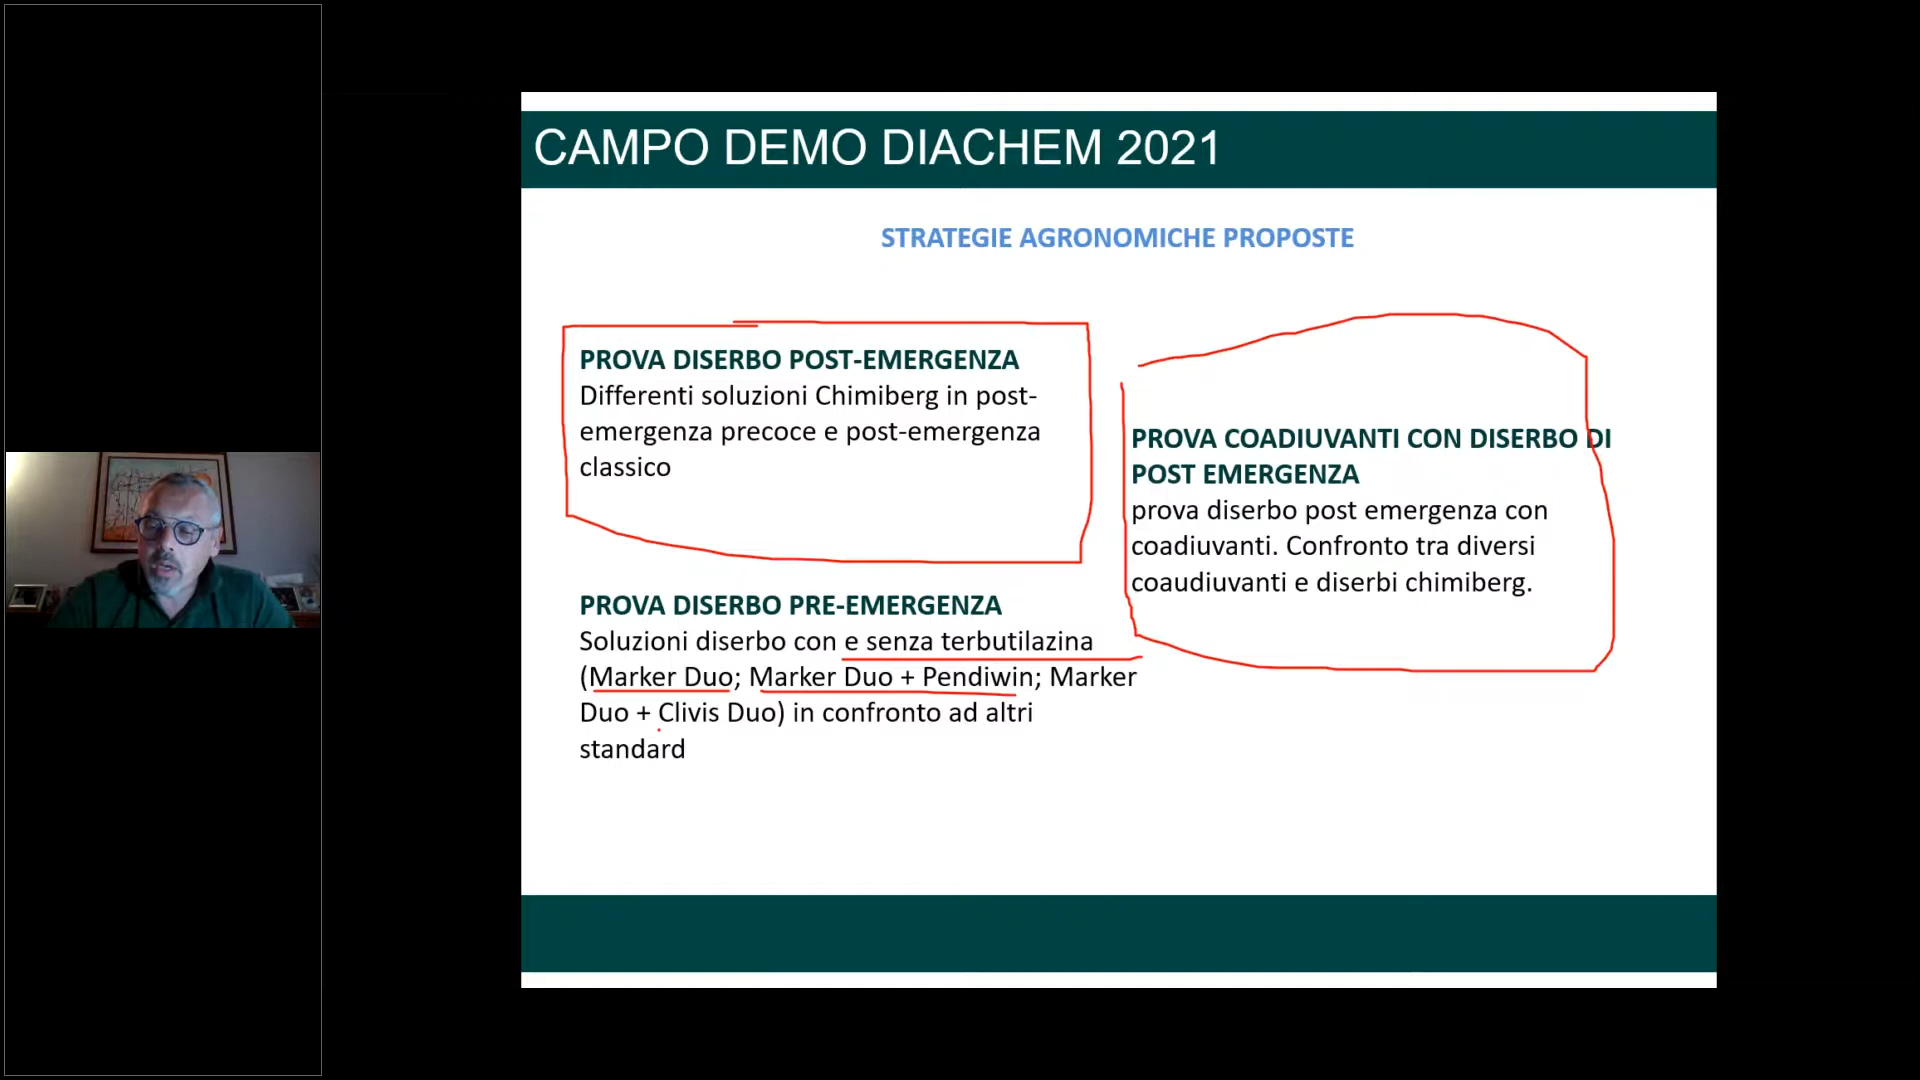 CAMPO DEMO DIACHEM 2021
STRATEGIE AGRONOMICHE PROPOSTE
PROVA DISERBO POST-EMERGENZA
Differenti soluzioni Chimiberg in post-
emergenza precoce e post-emergenza
classico
PROVA DISERBO PRE-EMERGENZA
Soluzioni diserbo con e senza terbutilazina
(Marker Duo; Marker Duo + Pendiwin; Marker
Duo + Clivis Duo) in confronto ad altri
standard
PROVA COADIUVANTI CON DISERBO DI
POST EMERGENZA
prova diserbo post emergenza con
coadiuvanti. Confronto tra diversi
coaudiuvanti e diserbi chimiberg.